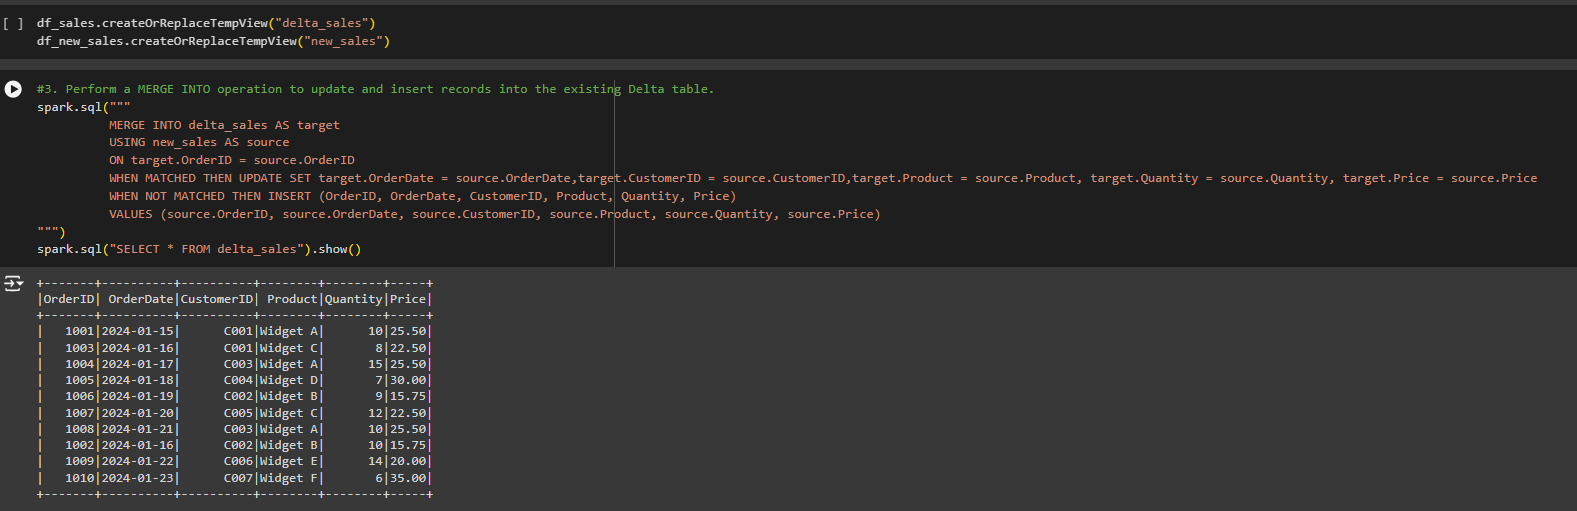 [ ] df_sales.createOrReplaceTempView("delta_sales")
df_new_sales.createOrReplaceTempView("new_sales")
#3. Perform a MERGE INTO operation to update and insert records into the existing Delta table.
spark.sql("""
MERGE INTO delta_sales AS target
USING new_sales AS source
ON target.OrderID = source.OrderID
WHEN MATCHED THEN UPDATE SET target.OrderDate = source.OrderDate,target.CustomerID = source.CustomerID,target.Product = source.Product, target.Quantity = source.Quantity, target.Price = source.Price
WHEN NOT MATCHED THEN INSERT (OrderID, OrderDate, CustomerID, Product, Quantity, Price)
VALUES (source.OrderID, source.OrderDate, source.CustomerID, source.Product, source.Quantity, source.Price)
""")
spark.sql("SELECT * FROM delta_sales").show()
+-------+----------+----------+--------+--------+-----+
|OrderID| OrderDate|CustomerID| Product|Quantity|Price|
+-------+----------+----------+--------+--------+-----+
|   1001|2024-01-15|      C001|Widget A|      10|25.50|
|   1003|2024-01-16|      C001|Widget C|       8|22.50|
|   1004|2024-01-17|      C003|Widget A|      15|25.50|
|   1005|2024-01-18|      C004|Widget D|       7|30.00|
|   1006|2024-01-19|      C002|Widget B|       9|15.75|
|   1007|2024-01-20|      C005|Widget C|      12|22.50|
|   1008|2024-01-21|      C003|Widget A|      10|25.50|
|   1002|2024-01-16|      C002|Widget B|      10|15.75|
|   1009|2024-01-22|      C006|Widget E|      14|20.00|
|   1010|2024-01-23|      C007|Widget F|       6|35.00|
+-------+----------+----------+--------+--------+-----+